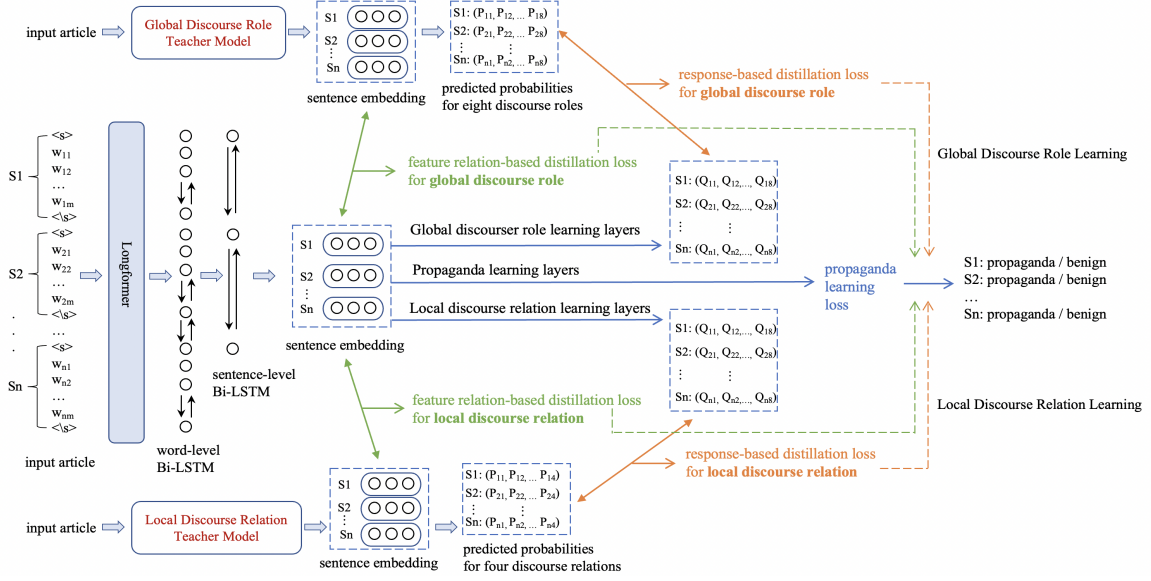 input article
Global Discourse Role
Teacher Model
S1
S2
⋮
Sn
sentence embedding
S1: (P11, P12, ... P18)
S2: (P21, P22, ... P28)
⋮ ⋮
Sn: (Pn1, Pn2, ... Pn8)
predicted probabilities
for eight discourse roles
response-based distillation loss
for global discourse role
feature relation-based distillation loss
for global discourse role
Global Discourse Role Learning
S1
<s>
w11
w12
...
w1m
<\s>
S2
<s>
w21
w22
...
w2m
<\s>
.
.
.
...
...
Sn
<s>
wn1
wn2
...
wnm
<\s>
input article
Longformer
word-level
Bi-LSTM
sentence-level
Bi-LSTM
S1
S2
⋮
Sn
sentence embedding
Global discourser role learning layers
Propaganda learning layers
Local discourse relation learning layers
S1: (Q11, Q12,..., Q18)
S2: (Q21, Q22,..., Q28)
⋮ ⋮
Sn: (Qn1, Qn2,..., Qn8)
propaganda
learning
loss
S1: propaganda / benign
S2: propaganda / benign
...
Sn: propaganda / benign
S1: (Q11, Q12,..., Q18)
S2: (Q21, Q22,..., Q28)
⋮ ⋮
Sn: (Qn1, Qn2,..., Qn8)
feature relation-based distillation loss
for local discourse relation
Local Discourse Relation Learning
response-based distillation loss
for local discourse relation
input article
Local Discourse Relation
Teacher Model
S1
S2
⋮
Sn
sentence embedding
S1: (P11, P12, ... P14)
S2: (P21, P22, ... P24)
⋮ ⋮
Sn: (Pn1, Pn2, ... Pn4)
predicted probabilities
for four discourse relations